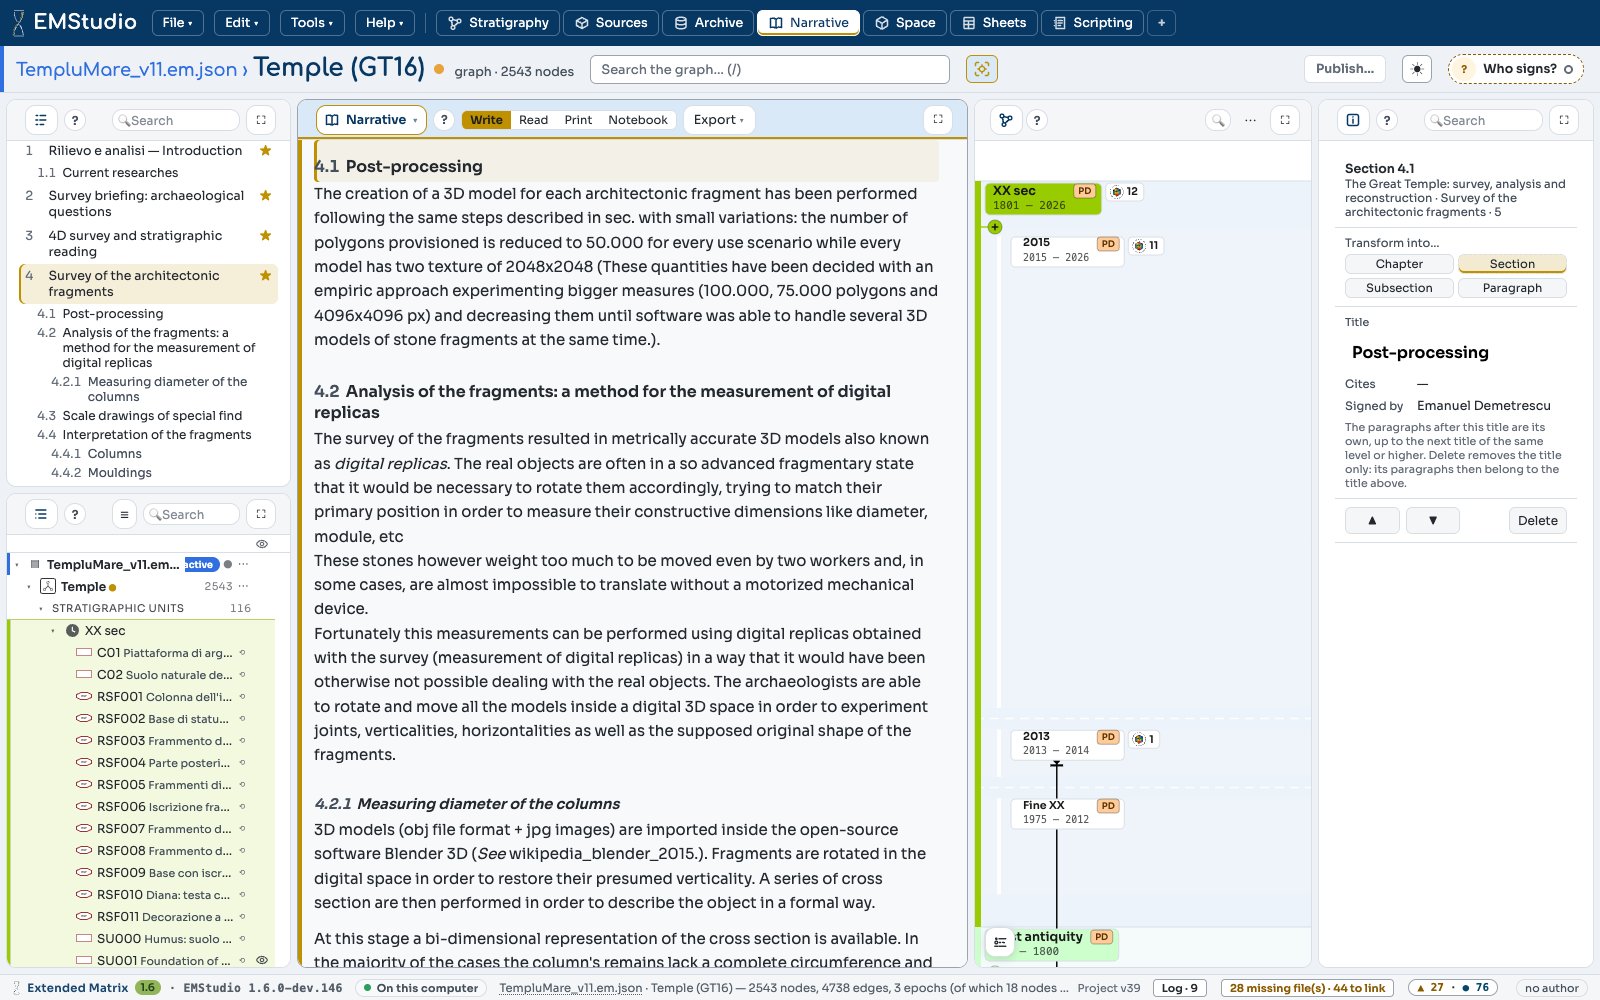 EMStudio File Edit Tools Help Stratigraphy Sources Archive Narrative Space Sheets Scripting +
TempluMare_v11.em.json › Temple (GT16) graph · 2543 nodes Search the graph... (/) Publish... ? Who signs?
? Search
1 Rilievo e analisi — Introduction
1.1 Current researches
2 Survey briefing: archaeological
questions
3 4D survey and stratigraphic
reading
4 Survey of the architectonic
fragments
4.1 Post-processing
4.2 Analysis of the fragments: a
method for the measurement of
digital replicas
4.2.1 Measuring diameter of the
columns
4.3 Scale drawings of special find
4.4 Interpretation of the fragments
4.4.1 Columns
4.4.2 Mouldings
? Search
TempluMare_v11.em... active ...
Temple 2543 ...
STRATIGRAPHIC UNITS 116
XX sec
C01 Piattaforma di arg...
C02 Suolo naturale de...
RSF001 Colonna dell'i...
RSF002 Base di statu...
RSF003 Frammento d...
RSF004 Parte posteri...
RSF005 Frammenti di...
RSF006 Iscrizione fra...
RSF007 Frammento d...
RSF008 Frammento d...
RSF009 Base con iscr...
RSF010 Diana: testa c...
RSF011 Decorazione a ...
SU000 Humus: suolo ...
SU001 Foundation of ...
Narrative ? Write Read Print Notebook Export
4.1 Post-processing
The creation of a 3D model for each architectonic fragment has been performed
following the same steps described in sec. with small variations: the number of
polygons provisioned is reduced to 50.000 for every use scenario while every
model has two texture of 2048x2048 (These quantities have been decided with an
empiric approach experimenting bigger measures (100.000, 75.000 polygons and
4096x4096 px) and decreasing them until software was able to handle several 3D
models of stone fragments at the same time.).
4.2 Analysis of the fragments: a method for the measurement of digital
replicas
The survey of the fragments resulted in metrically accurate 3D models also known
as digital replicas. The real objects are often in a so advanced fragmentary state
that it would be necessary to rotate them accordingly, trying to match their
primary position in order to measure their constructive dimensions like diameter,
module, etc
These stones however weight too much to be moved even by two workers and, in
some cases, are almost impossible to translate without a motorized mechanical
device.
Fortunately this measurements can be performed using digital replicas obtained
with the survey (measurement of digital replicas) in a way that it would have been
otherwise not possible dealing with the real objects. The archaeologists are able
to rotate and move all the models inside a digital 3D space in order to experiment
joints, verticalities, horizontalities as well as the supposed original shape of the
fragments.
4.2.1 Measuring diameter of the columns
3D models (obj file format + jpg images) are imported inside the open-source
software Blender 3D (See wikipedia_blender_2015.). Fragments are rotated in the
digital space in order to restore their presumed verticality. A series of cross
section are then performed in order to describe the object in a formal way.
At this stage a bi-dimensional representation of the cross section is available. In
the majority of the cases the column's remains lack a complete circumference and
? ...
XX sec PD 12
1801 — 2026
+
2015 PD 11
2015 — 2026
2013 PD 1
2013 — 2014
Fine XX PD
1975 — 2012
t antiquity PD
— 1800
? Search
Section 4.1
The Great Temple: survey, analysis and
reconstruction · Survey of the
architectonic fragments · 5
Transform into...
Chapter Section
Subsection Paragraph
Title
Post-processing
Cites —
Signed by Emanuel Demetrescu
The paragraphs after this title are its
own, up to the next title of the same
level or higher. Delete removes the title
only: its paragraphs then belong to the
title above.
▲ ▼ Delete
Extended Matrix 1.6 · EMStudio 1.6.0-dev.146 On this computer TempluMare_v11.em.json · Temple (GT16) — 2543 nodes, 4738 edges, 3 epochs (of which 18 nodes ... Project v39 Log · 9 28 missing file(s) · 44 to link ▲ 27 · ● 76 no author